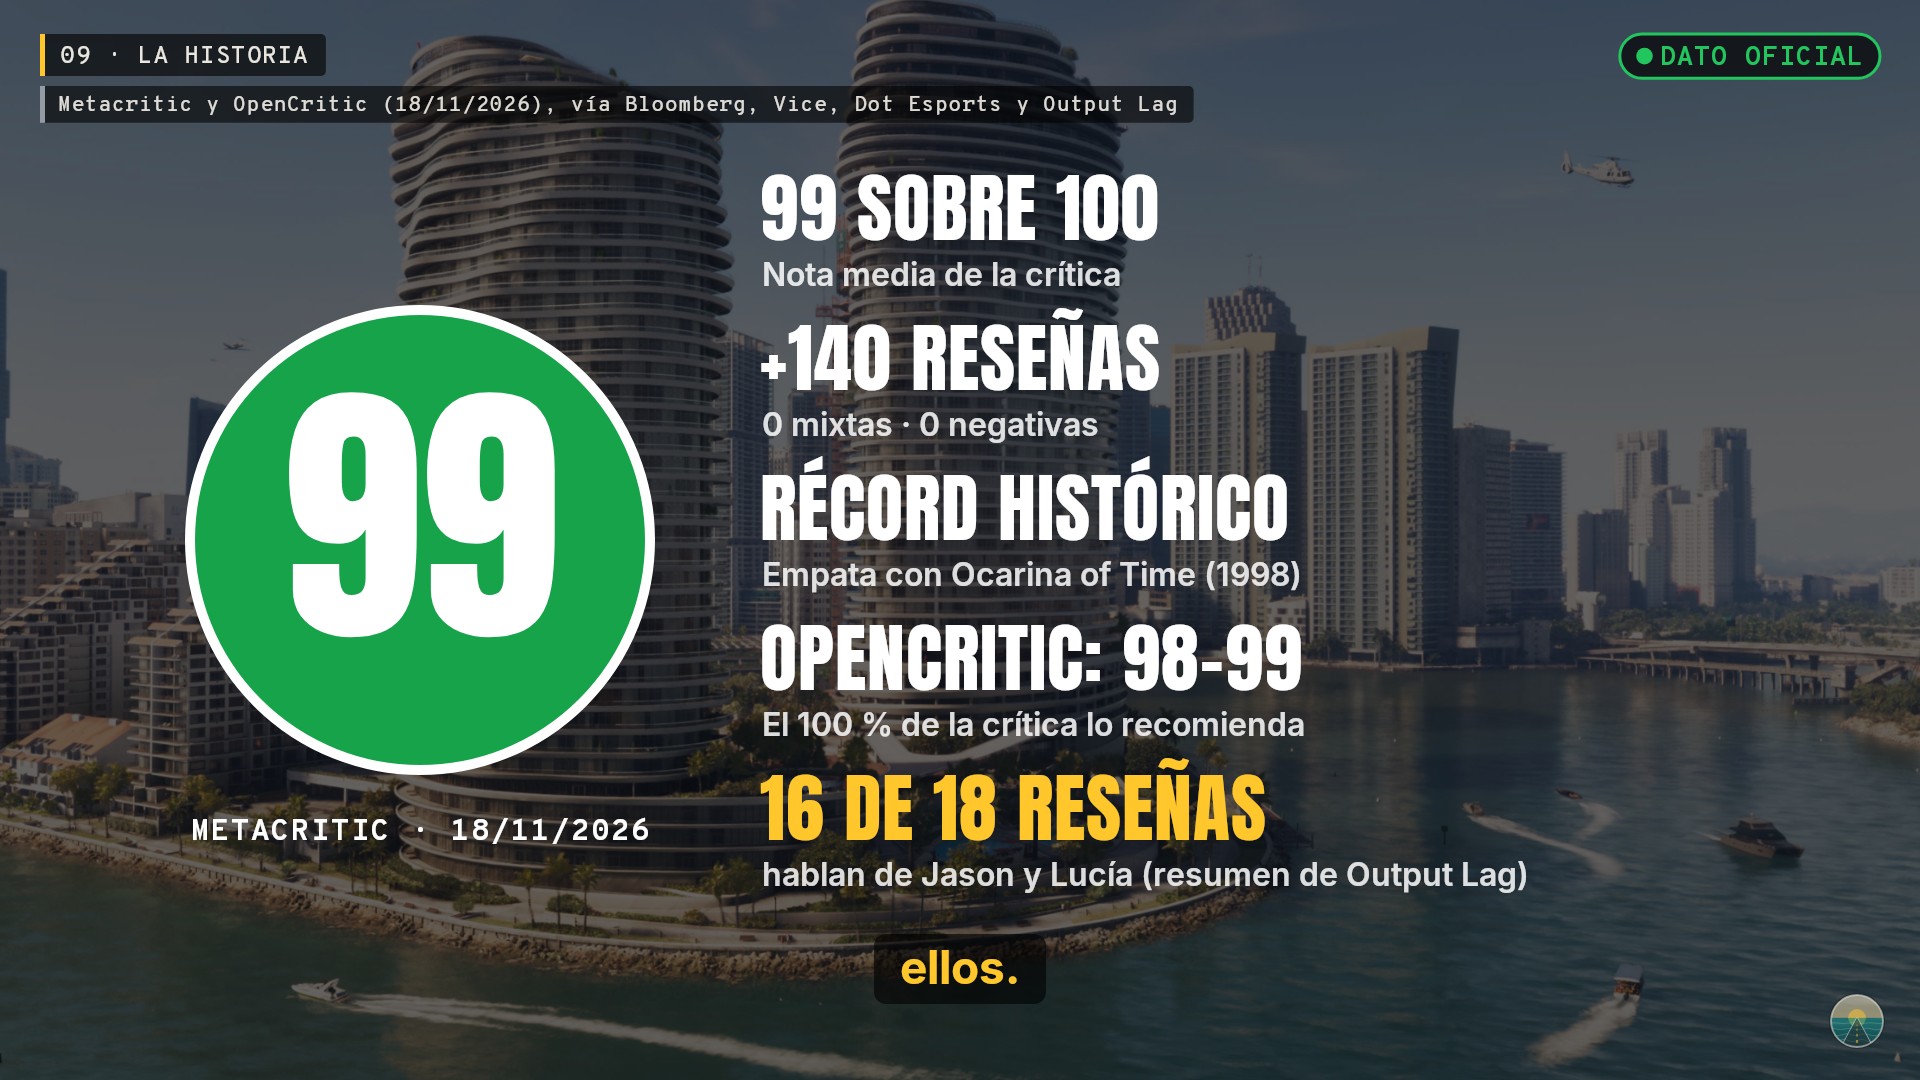 09 · LA HISTORIA
DATO OFICIAL
Metacritic y OpenCritic (18/11/2026), vía Bloomberg, Vice, Dot Esports y Output Lag
99 SOBRE 100
Nota media de la crítica
+140 RESEÑAS
0 mixtas · 0 negativas
RÉCORD HISTÓRICO
Empata con Ocarina of Time (1998)
OPENCRITIC: 98-99
El 100 % de la crítica lo recomienda
16 DE 18 RESEÑAS
hablan de Jason y Lucía (resumen de Output Lag)
99
METACRITIC · 18/11/2026
ellos.